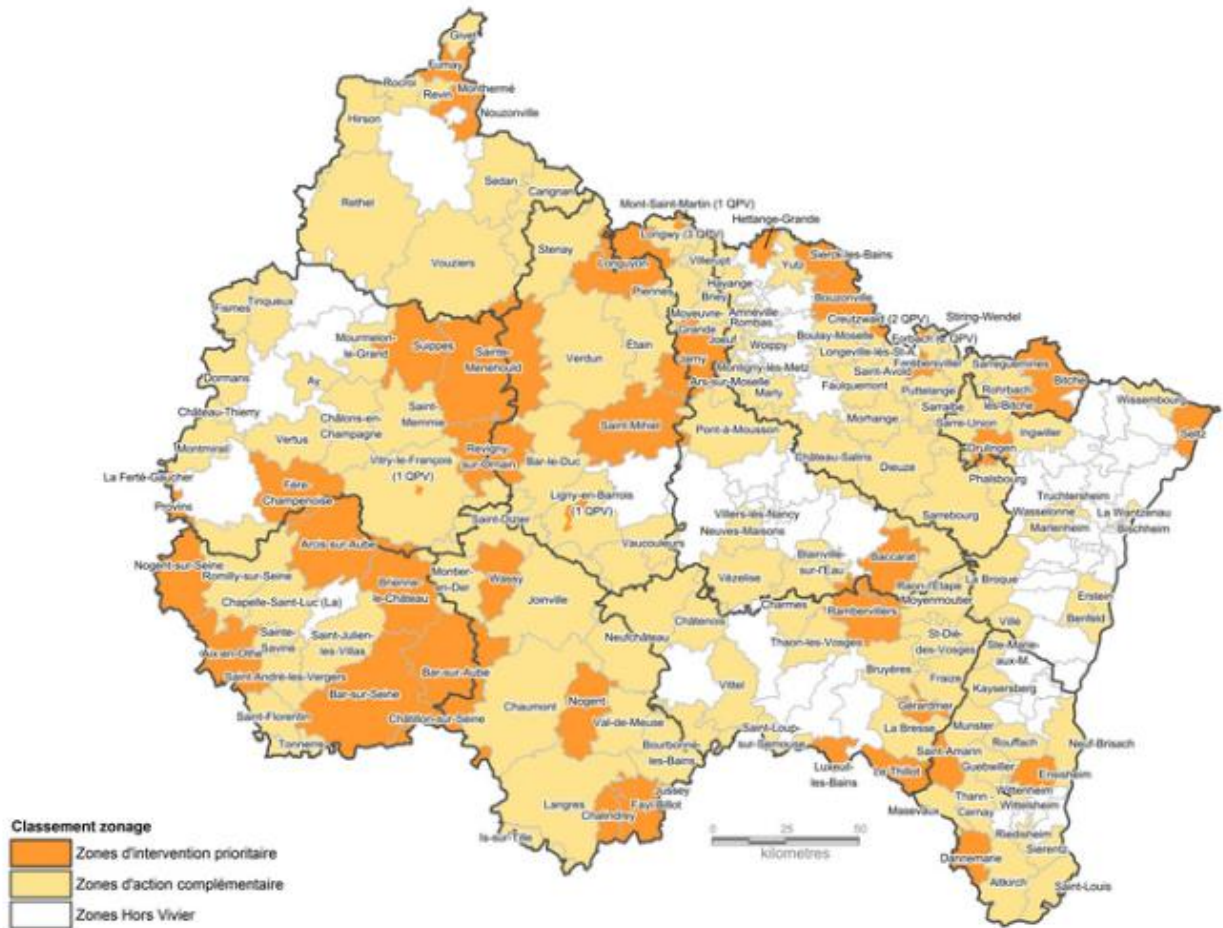 Givet
Fumay
Rocroi
Monthermé
Revin
Nouzonville
Hirson
Sedan
Carignan
Rethel
Mont-Saint-Martin (1 QPV)
Hettange-Grande
Longwy (3 QPV)
Stenay
Villerupt
Yutz
Sierck-les-Bains
Vouziers
Longuyon
Hayange
Piennes
Briey
Bouzonville
Tinqueux
Fismes
Moyeuvre-
Grande
Amnéville
Rombas
Creutzwald (2 QPV)
Stiring-Wendel
Mourmelon-
le-Grand
Suippes
Sainte-
Menehould
Verdun
Étain
Joeuf
Jarny
Woippy
Boulay-Moselle
Longeville-lès-St-A.
Farébersviller
Sarreguemines
Bitche
Dormans
Ay
Ars-sur-Moselle
Montigny-lès-Metz
Marly
Saint-Avold
Faulquemont
Puttelange
Rohrbach-
lès-Bitche
Wissembourg
Château-Thierry
Châlons-en-
Champagne
Saint-
Memmie
Saint-Mihiel
Pont-à-Mousson
Morhange
Sarralbe
Sarre-Union
Ingwiller
Seltz
Montmirail
Vertus
Vitry-le-François
(1 QPV)
Revigny-
sur-Ornain
Bar-le-Duc
Château-Salins
Dieuze
Drulingen
Phalsbourg
La Ferté-Gaucher
Provins
Fère-
Champenoise
Ligny-en-Barrois
(1 QPV)
Saint-Dizier
Villers-lès-Nancy
Neuves-Maisons
Sarrebourg
Truchtersheim
Wasselonne
La Wantzenau
Marlenheim
Bischheim
Nogent-sur-Seine
Arcis-sur-Aube
Romilly-sur-Seine
Brienne-
le-Château
Montier-
en-Der
Wassy
Vaucouleurs
Vézelise
Blainville-
sur-l'Eau
Baccarat
Raon-l'Étape
Moyenmoutier
La Broque
Erstein
Benfeld
Chapelle-Saint-Luc (La)
Joinville
Charmes
Rambervillers
Villé
Sainte-
Savine
Saint-Julien-
les-Villas
Aix-en-Othe
Saint-André-les-Vergers
Neufchâteau
Châtenois
Thaon-les-Vosges
St-Dié-
des-Vosges
Ste-Marie-
aux-M.
Bar-sur-Aube
Bar-sur-Seine
Bruyères
Fraize
Kaysersberg
Chaumont
Nogent
Vittel
Gérardmer
Saint-Florentin
Châtillon-sur-Seine
Val-de-Meuse
Saint-Loup-
sur-Semouse
La Bresse
Munster
Tonnerre
Bourbonne-
les-Bains
Saint-Amarin
Rouffach
Neuf-Brisach
Luxeuil-
les-Bains
Le Thillot
Guebwiller
Ensisheim
Langres
Jussey
Fayl-Billot
Chalindrey
Masevaux
Thann -
Cernay
Wittenheim
Wittelsheim
Is-sur-Tille
Riedisheim
Sierentz
Dannemarie
Altkirch
Saint-Louis
0 25 50
kilometres
Classement zonage
Zones d'intervention prioritaire
Zones d'action complémentaire
Zones Hors Vivier